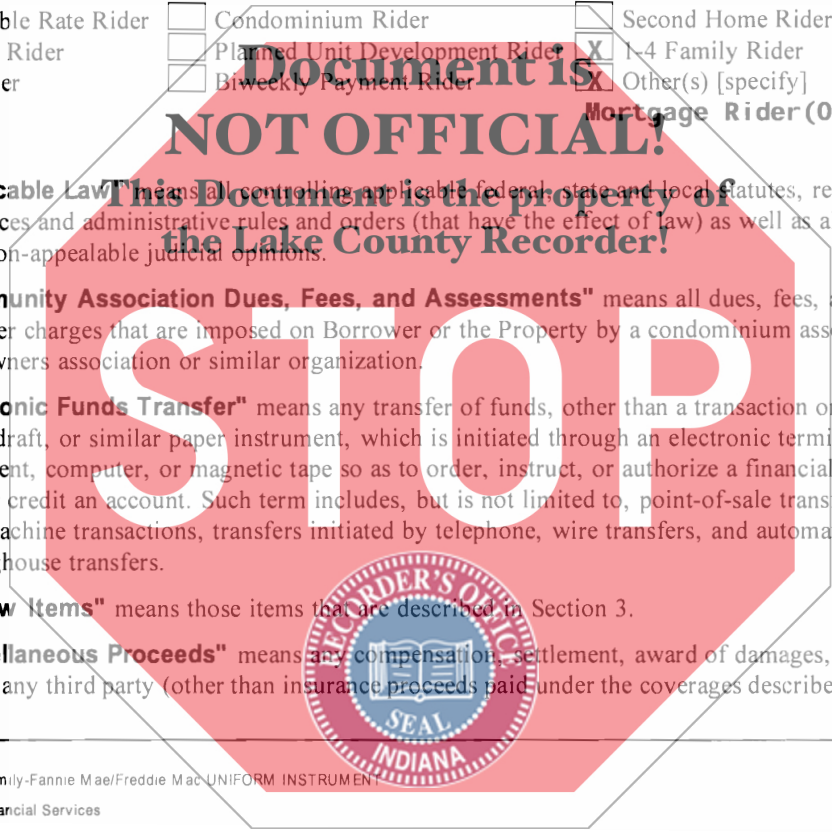 ble Rate Rider Condominium Rider Second Home Rider
Rider Planned Unit Development Rider X 1-4 Family Rider
er Biweekly Payment Rider X Other(s) [specify]
Mortgage Rider(O
Document is
NOT OFFICIAL!
This Document is the property of
the Lake County Recorder!
cable Law" means all controlling applicable federal, state and local statutes, re
ces and administrative rules and orders (that have the effect of law) as well as a
on-appealable judicial opinions.
munity Association Dues, Fees, and Assessments" means all dues, fees, a
er charges that are imposed on Borrower or the Property by a condominium asso
wners association or similar organization.
onic Funds Transfer" means any transfer of funds, other than a transaction o
draft, or similar paper instrument, which is initiated through an electronic termi
ent, computer, or magnetic tape so as to order, instruct, or authorize a financial
credit an account. Such term includes, but is not limited to, point-of-sale trans
achine transactions, transfers initiated by telephone, wire transfers, and automa
house transfers.
STOP
w Items" means those items that are described in Section 3.
llaneous Proceeds" means any compensation, settlement, award of damages,
any third party (other than insurance proceeds paid under the coverages describe
RECORDER'S OFFICE
SEAL
INDIANA
mily-Fannie Mae/Freddie Mac UNIFORM INSTRUMENT
ancial Services